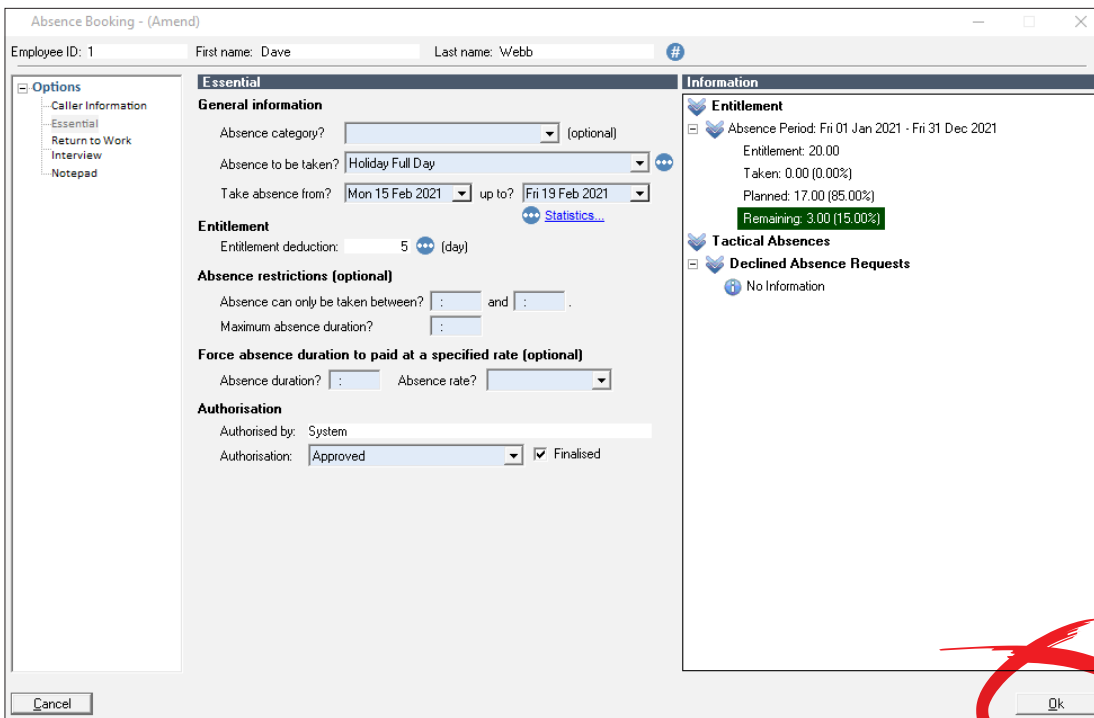 Absence Booking - (Amend)
Employee ID: 1 First name: Dave Last name: Webb #
Options
Caller Information
Essential
Return to Work
Interview
Notepad
Essential
General information
Absence category? (optional)
Absence to be taken? Holiday Full Day
Take absence from? Mon 15 Feb 2021 up to? Fri 19 Feb 2021
Statistics...
Entitlement
Entitlement deduction: 5 (day)
Absence restrictions (optional)
Absence can only be taken between? : and : .
Maximum absence duration? :
Force absence duration to paid at a specified rate (optional)
Absence duration? : Absence rate?
Authorisation
Authorised by: System
Authorisation: Approved Finalised
Information
Entitlement
Absence Period: Fri 01 Jan 2021 - Fri 31 Dec 2021
Entitlement: 20.00
Taken: 0.00 (0.00%)
Planned: 17.00 (85.00%)
Remaining: 3.00 (15.00%)
Tactical Absences
Declined Absence Requests
No Information
Cancel Ok